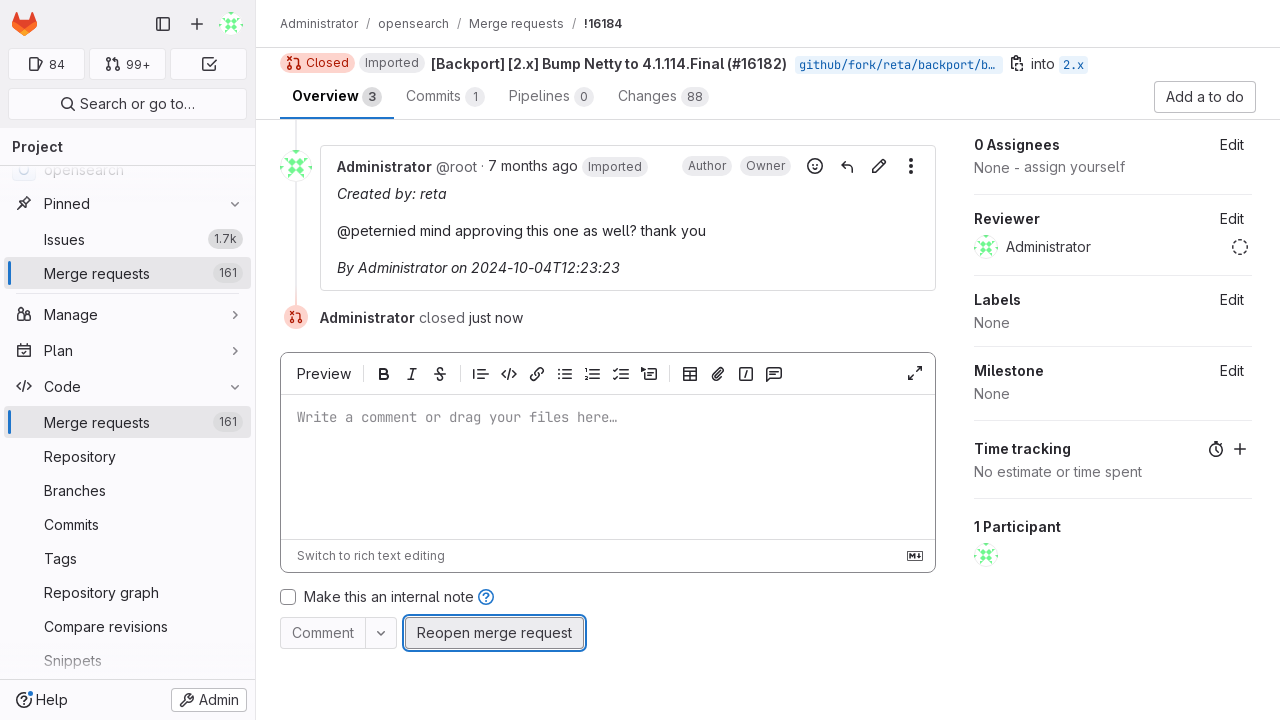 Administrator / opensearch / Merge requests / !16184
84
99+
Search or go to…
Project
opensearch
Pinned
Issues 1.7k
Merge requests 161
Manage
Plan
Code
Merge requests 161
Repository
Branches
Commits
Tags
Repository graph
Compare revisions
Snippets
Help
Admin
Closed Imported [Backport] [2.x] Bump Netty to 4.1.114.Final (#16182) github/fork/reta/backport/b… into 2.x
Overview 3 Commits 1 Pipelines 0 Changes 88
Add a to do
Administrator @root · 7 months ago Imported Author Owner
Created by: reta
@peternied mind approving this one as well? thank you
By Administrator on 2024-10-04T12:23:23
Administrator closed just now
Preview
Write a comment or drag your files here…
Switch to rich text editing
Make this an internal note
Comment
Reopen merge request
0 Assignees Edit
None - assign yourself
Reviewer Edit
Administrator
Labels Edit
None
Milestone Edit
None
Time tracking
No estimate or time spent
1 Participant